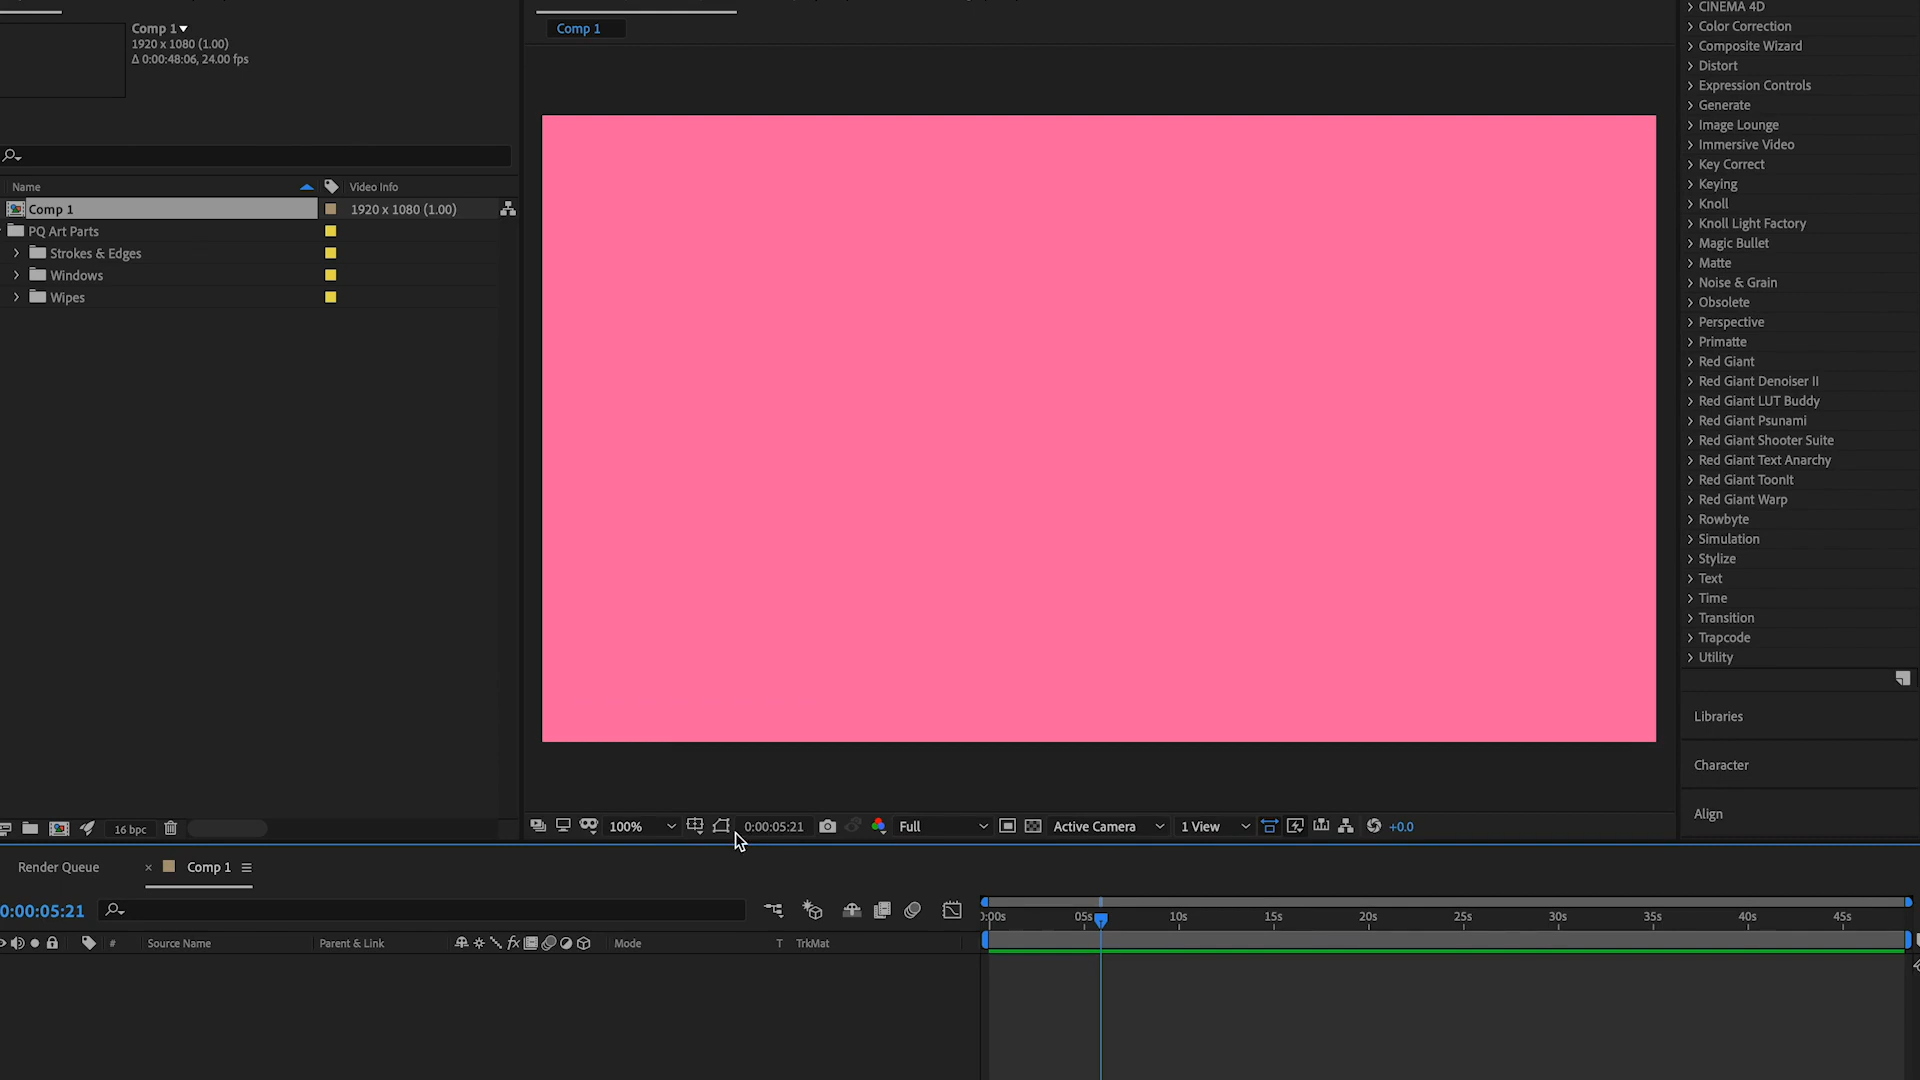 Comp 1
1920 x 1080 (1.00)
Δ 0:00:48:06, 24.00 fps
Name
Video Info
Comp 1
1920 x 1080 (1.00)
PQ Art Parts
Strokes & Edges
Windows
Wipes
16 bpc
Comp 1
100%
0:00:05:21
Full
Active Camera
1 View
+0.0
CINEMA 4D
Color Correction
Composite Wizard
Distort
Expression Controls
Generate
Image Lounge
Immersive Video
Key Correct
Keying
Knoll
Knoll Light Factory
Magic Bullet
Matte
Noise & Grain
Obsolete
Perspective
Primatte
Red Giant
Red Giant Denoiser II
Red Giant LUT Buddy
Red Giant Psunami
Red Giant Shooter Suite
Red Giant Text Anarchy
Red Giant ToonIt
Red Giant Warp
Rowbyte
Simulation
Stylize
Text
Time
Transition
Trapcode
Utility
Libraries
Character
Align
Render Queue
Comp 1
0:00:05:21
# Source Name Parent & Link fx Mode T TrkMat
0:00s 05s 10s 15s 20s 25s 30s 35s 40s 45s